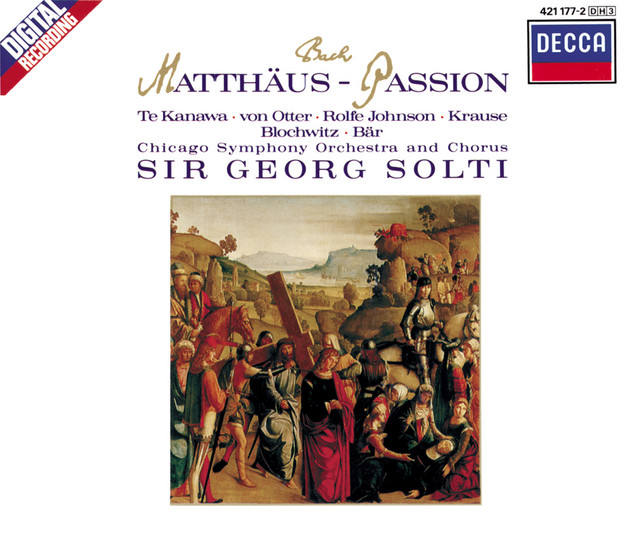 DIGITAL
RECORDING
421 177-2 DH3
DECCA
Bach
MATTHÄUS - PASSION
Te Kanawa · von Otter · Rolfe Johnson · Krause
Blochwitz · Bär
Chicago Symphony Orchestra and Chorus
SIR GEORG SOLTI